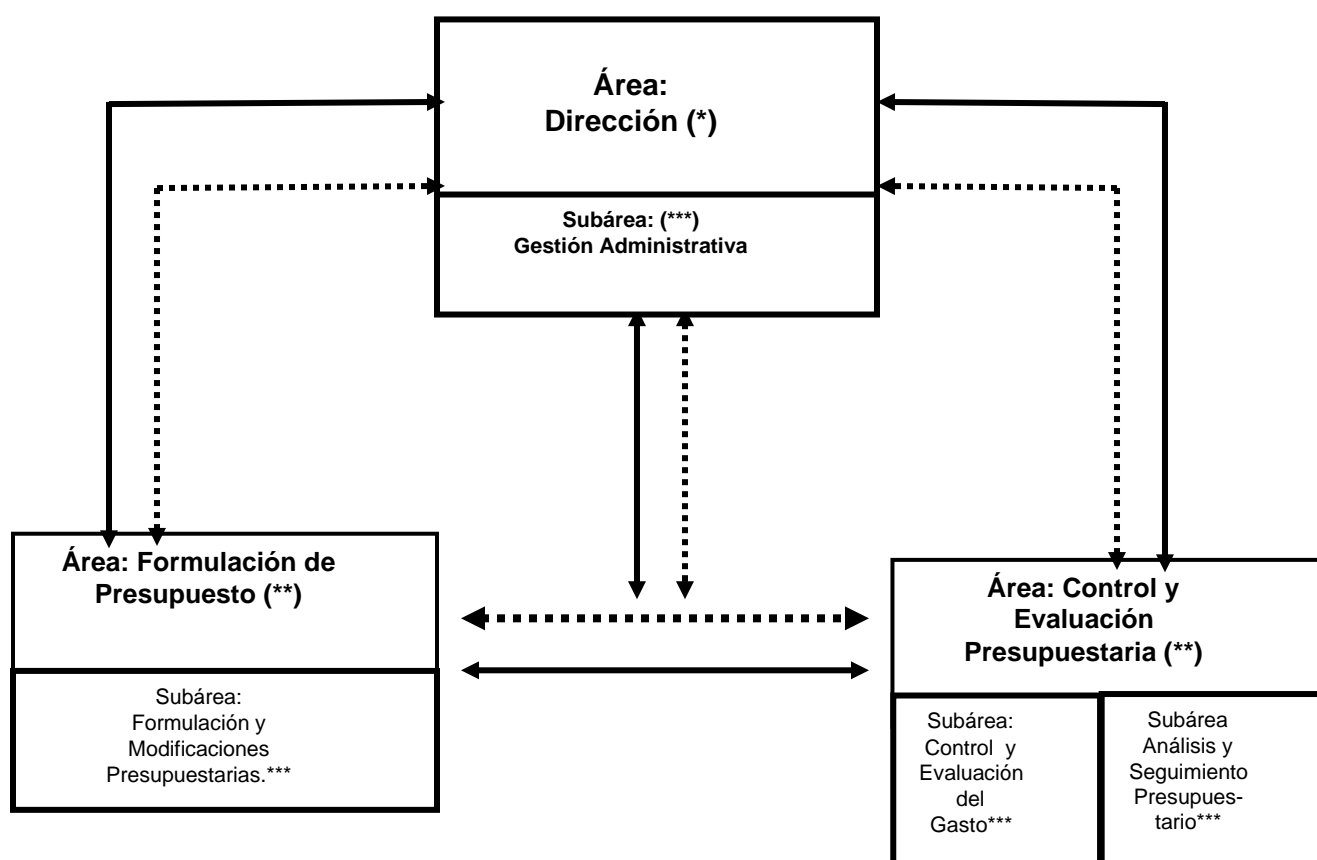 Área:
Dirección (*)
Subárea: (***)
Gestión Administrativa
Área: Formulación de
Presupuesto (**)
Subárea:
Formulación y
Modificaciones
Presupuestarias.***
Área: Control y
Evaluación
Presupuestaria (**)
Subárea:
Control y
Evaluación
del
Gasto***
Subárea
Análisis y
Seguimiento
Presupues-
tario***